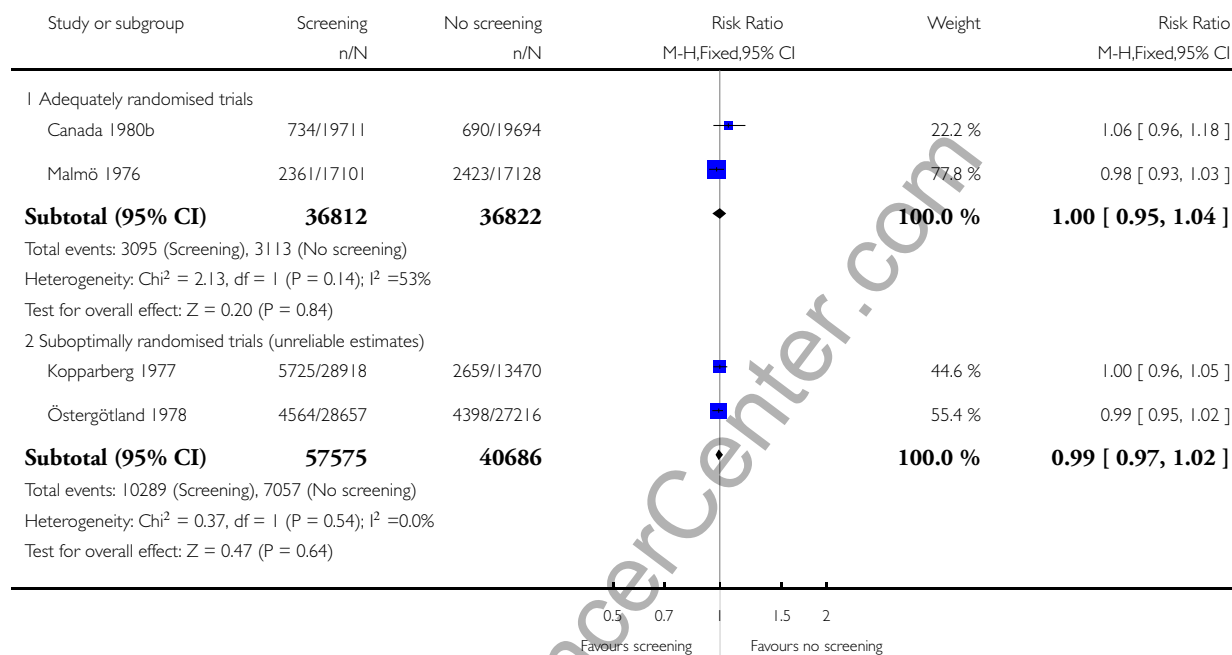 Study or subgroup Screening No screening Risk Ratio Weight Risk Ratio
n/N n/N M-H,Fixed,95% CI M-H,Fixed,95% CI
1 Adequately randomised trials
Canada 1980b 734/19711 690/19694 22.2 % 1.06 [ 0.96, 1.18 ]
Malmö 1976 2361/17101 2423/17128 77.8 % 0.98 [ 0.93, 1.03 ]
Subtotal (95% CI) 36812 36822 100.0 % 1.00 [ 0.95, 1.04 ]
Total events: 3095 (Screening), 3113 (No screening)
Heterogeneity: Chi² = 2.13, df = 1 (P = 0.14); I² =53%
Test for overall effect: Z = 0.20 (P = 0.84)
2 Suboptimally randomised trials (unreliable estimates)
Kopparberg 1977 5725/28918 2659/13470 44.6 % 1.00 [ 0.96, 1.05 ]
Östergötland 1978 4564/28657 4398/27216 55.4 % 0.99 [ 0.95, 1.02 ]
Subtotal (95% CI) 57575 40686 100.0 % 0.99 [ 0.97, 1.02 ]
Total events: 10289 (Screening), 7057 (No screening)
Heterogeneity: Chi² = 0.37, df = 1 (P = 0.54); I² =0.0%
Test for overall effect: Z = 0.47 (P = 0.64)
0.5 0.7 1 1.5 2
Favours screening Favours no screening
ncerCenter.com